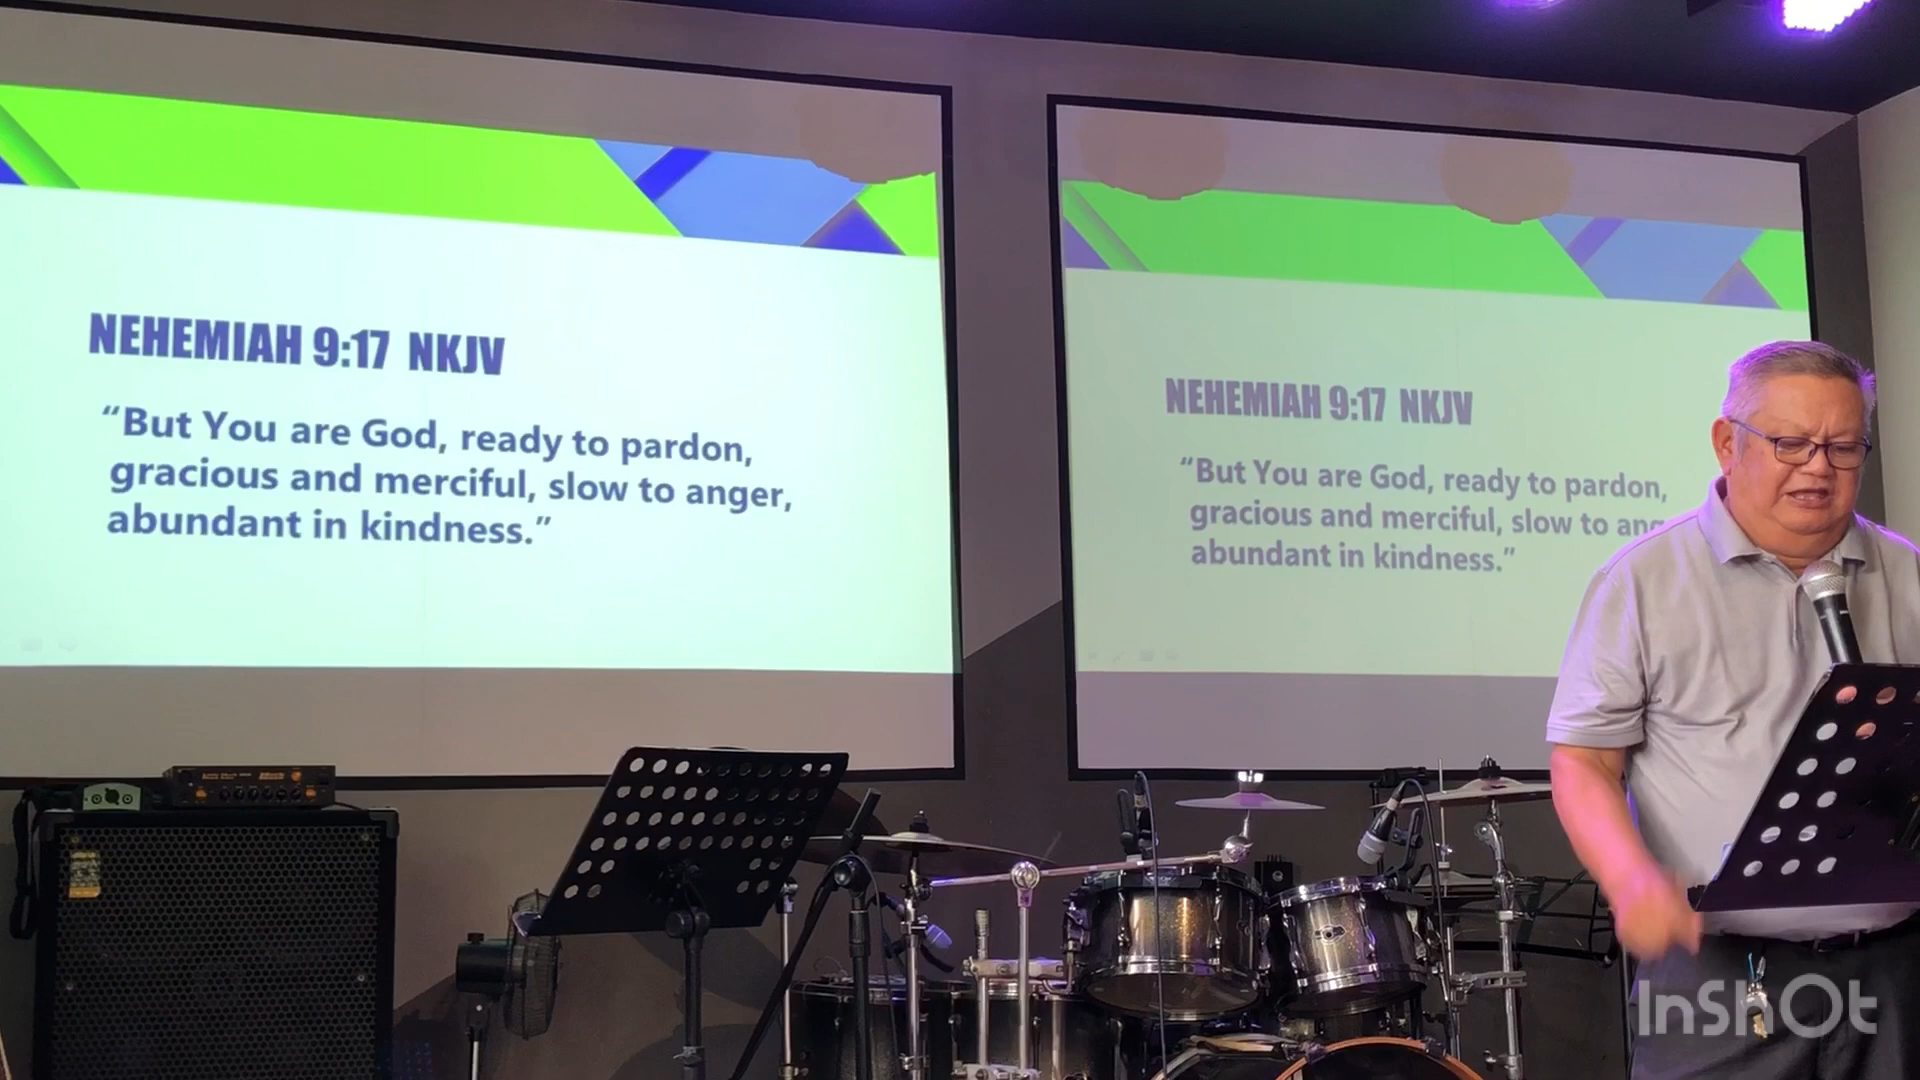 NEHEMIAH 9:17 NKJV
“But You are God, ready to pardon,
gracious and merciful, slow to anger,
abundant in kindness.”
NEHEMIAH 9:17 NKJV
“But You are God, ready to pardon,
gracious and merciful, slow to ang
abundant in kindness.”
InShOt